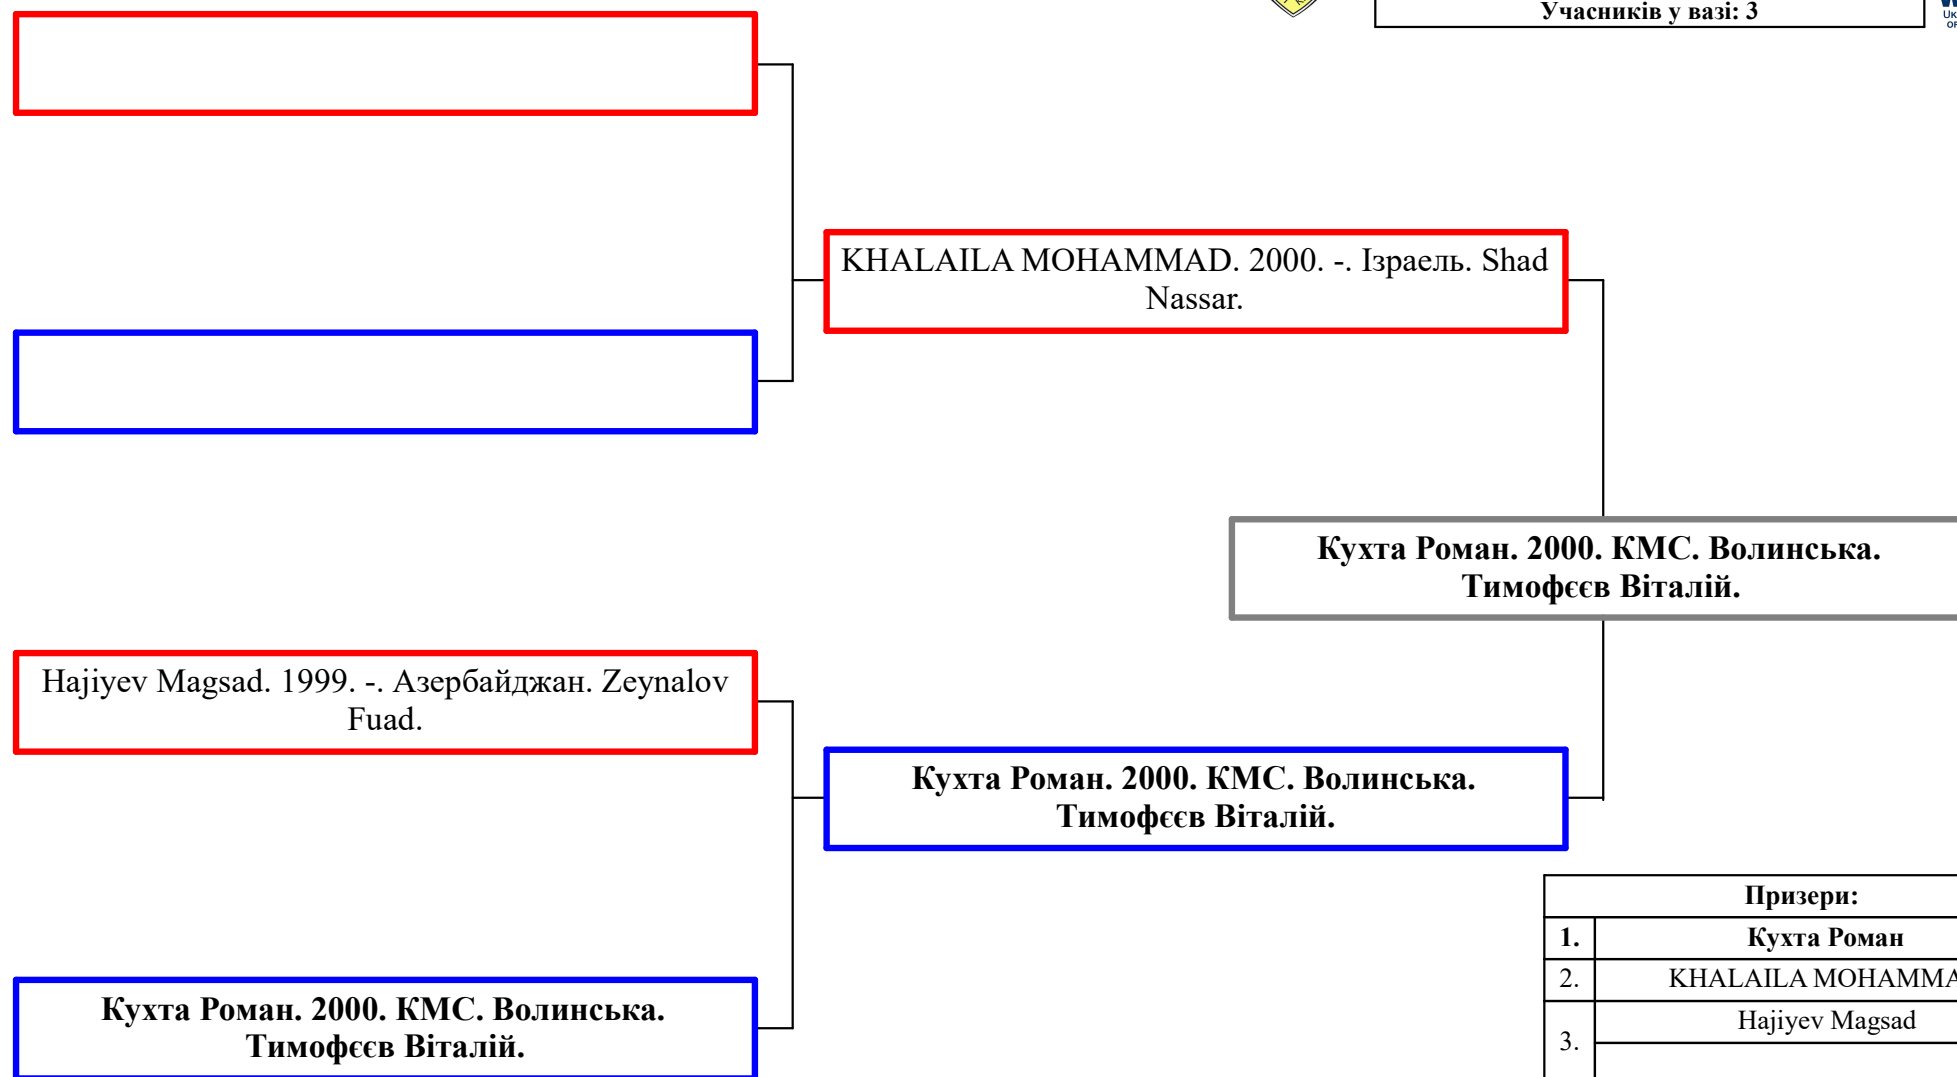 Учасників у вазі: 3
KHALAILA MOHAMMAD. 2000. -. Ізраель. Shad
Nassar.
Кухта Роман. 2000. КМС. Волинська.
Тимофєєв Віталій.
Hajiyev Magsad. 1999. -. Азербайджан. Zeynalov
Fuad.
Кухта Роман. 2000. КМС. Волинська.
Тимофєєв Віталій.
Кухта Роман. 2000. КМС. Волинська.
Тимофєєв Віталій.
Призери:
1. Кухта Роман
2. KHALAILA MOHAMMA
3. Hajiyev Magsad